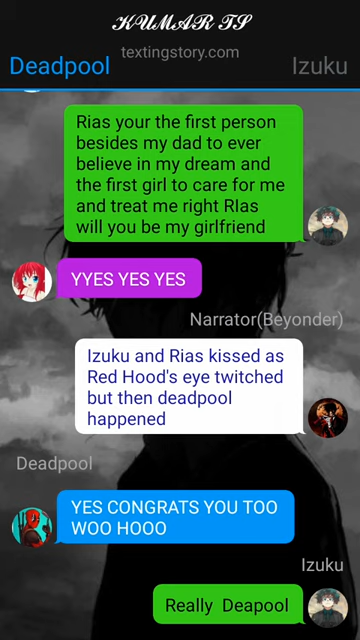 KUMAR TS
textingstory.com
Deadpool
Izuku
Rias your the first person
besides my dad to ever
believe in my dream and
the first girl to care for me
and treat me right RIas
will you be my girlfriend
YYES YES YES
Narrator(Beyonder)
Izuku and Rias kissed as
Red Hood's eye twitched
but then deadpool
happened
Deadpool
YES CONGRATS YOU TOO
WOO HOOO
Izuku
Really Deapool